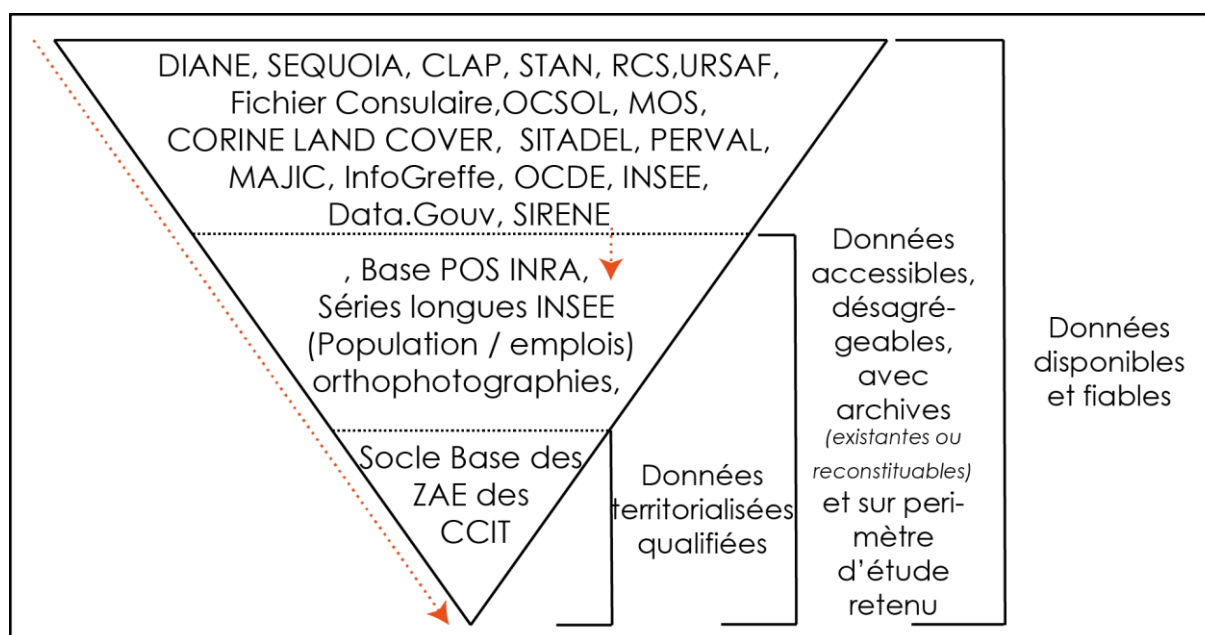 DIANE, SEQUOIA, CLAP, STAN, RCS,URSAF,
Fichier Consulaire,OCSOL, MOS,
CORINE LAND COVER, SITADEL, PERVAL,
MAJIC, InfoGreffe, OCDE, INSEE,
Data.Gouv, SIRENE
, Base POS INRA,
Séries longues INSEE
(Population / emplois)
orthophotographies,
Socle Base des
ZAE des
CCIT
Données
territorialisées
qualifiées
Données
accessibles,
désagré-
geables,
avec
archives
(existantes ou
reconstituables)
et sur peri-
mètre
d'étude
retenu
Données
disponibles
et fiables